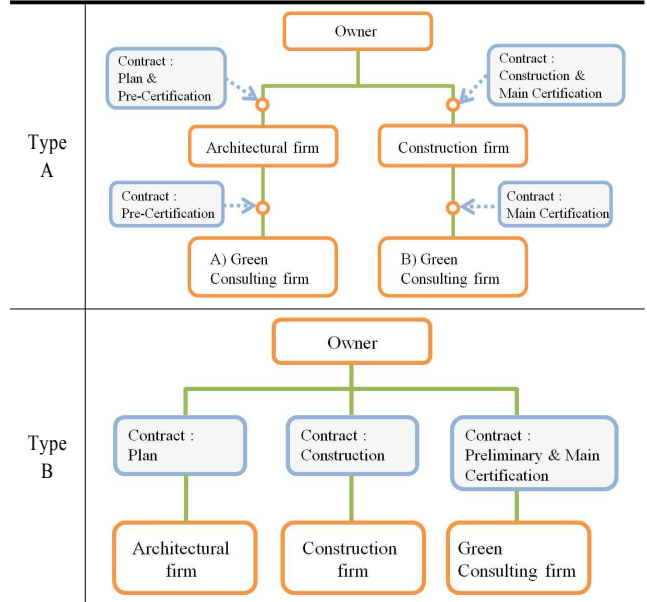 Type
A
Owner
Contract :
Plan &
Pre-Certification
Contract :
Construction &
Main Certification
Architectural firm
Construction firm
Contract :
Pre-Certification
Contract :
Main Certification
A) Green
Consulting firm
B) Green
Consulting firm
Type
B
Owner
Contract :
Plan
Contract :
Construction
Contract :
Preliminary & Main
Certification
Architectural
firm
Construction
firm
Green
Consulting firm